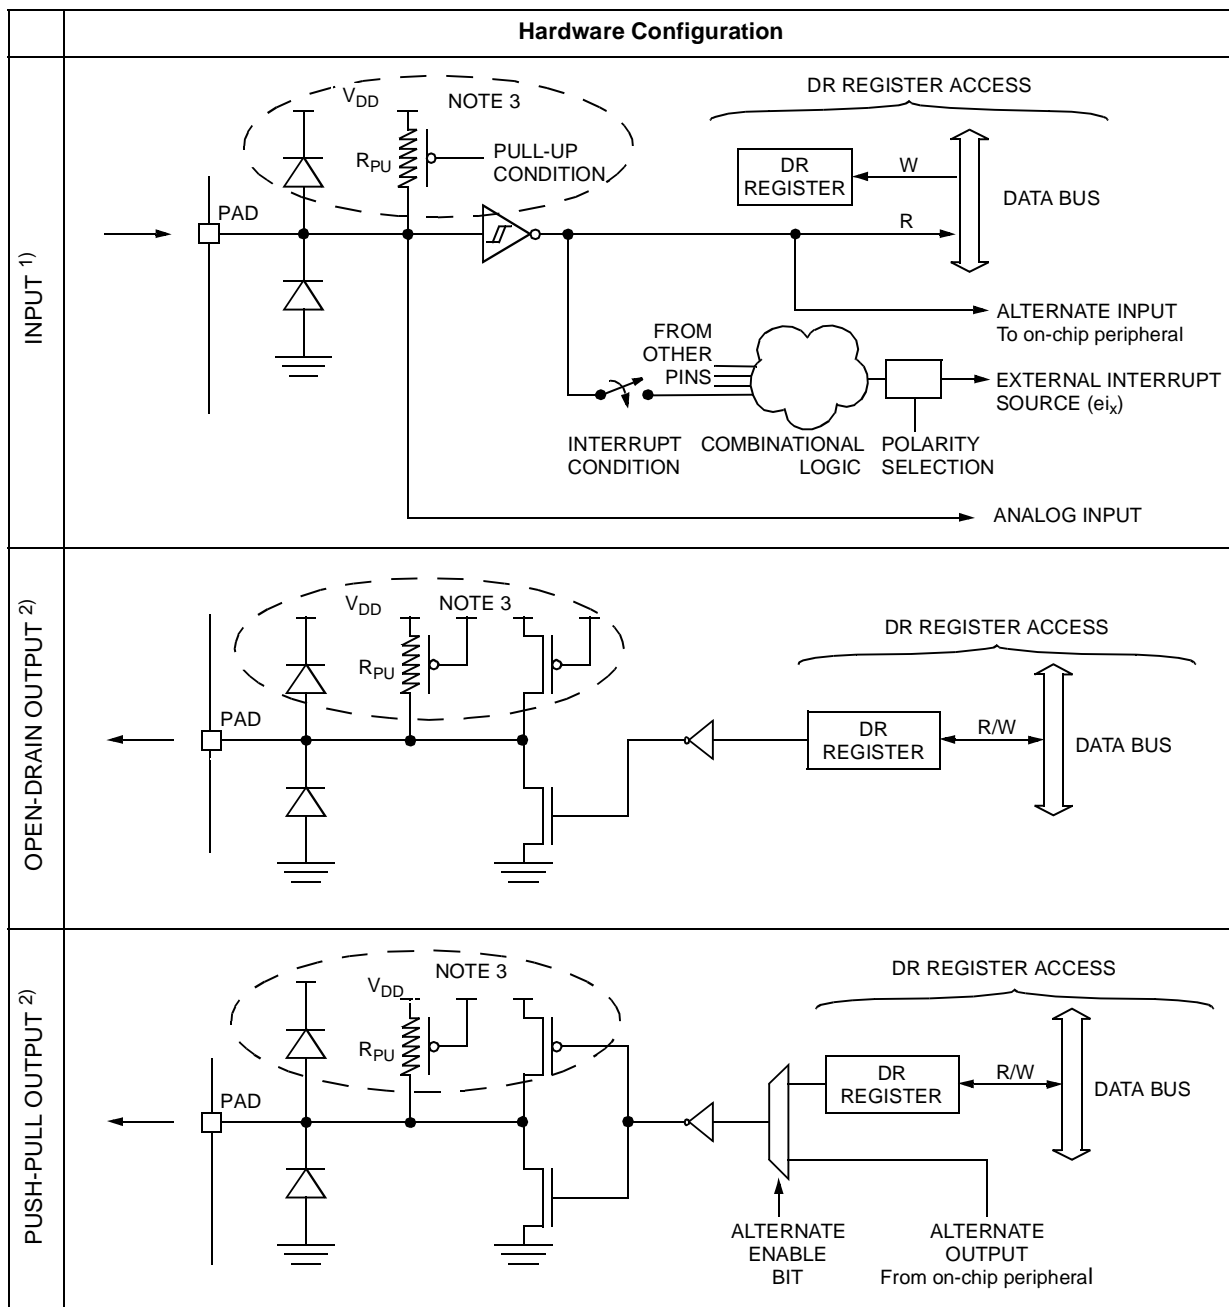 Hardware Configuration
INPUT 1)
VDD
NOTE 3
RPU
PULL-UP
CONDITION
PAD
DR REGISTER ACCESS
DR
REGISTER
W
R
DATA BUS
ALTERNATE INPUT
To on-chip peripheral
FROM
OTHER
PINS
EXTERNAL INTERRUPT
SOURCE (eix)
INTERRUPT
CONDITION
COMBINATIONAL
LOGIC
POLARITY
SELECTION
ANALOG INPUT
OPEN-DRAIN OUTPUT 2)
VDD
NOTE 3
RPU
PAD
DR REGISTER ACCESS
DR
REGISTER
R/W
DATA BUS
PUSH-PULL OUTPUT 2)
NOTE 3
VDD
RPU
PAD
DR REGISTER ACCESS
DR
REGISTER
R/W
DATA BUS
ALTERNATE
ENABLE
BIT
ALTERNATE
OUTPUT
From on-chip peripheral